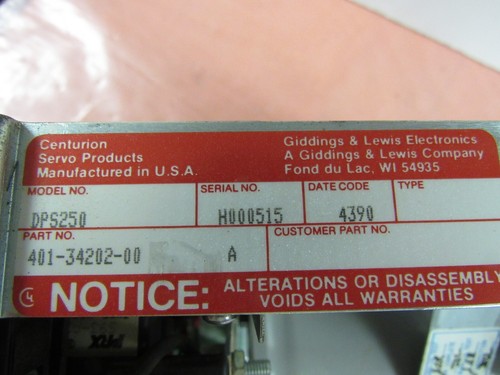 Centurion
Servo Products
Manufactured in U.S.A.
Giddings & Lewis Electronics
A Giddings & Lewis Company
Fond du Lac, WI 54935
MODEL NO. SERIAL NO. DATE CODE TYPE
DPS250 H000515 4390
PART NO. CUSTOMER PART NO.
401-34202-00 A
NOTICE: ALTERATIONS OR DISASSEMBLY
VOIDS ALL WARRANTIES